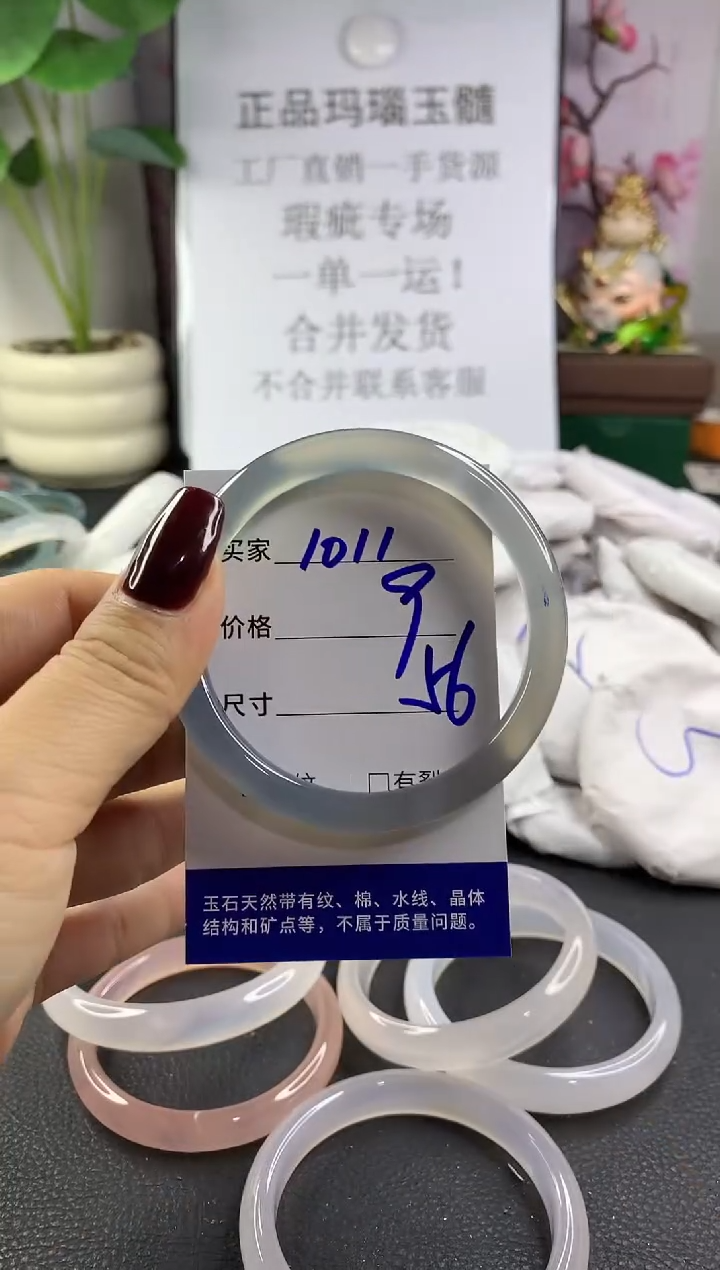 正品玛瑙玉髓
工厂直销一手货源
瑕疵专场
一单一运！
合并发货
不合并联系客服
买家 1011
价格 9
尺寸 56
纹 □有裂
玉石天然带有纹、棉、水线、晶体
结构和矿点等，不属于质量问题。